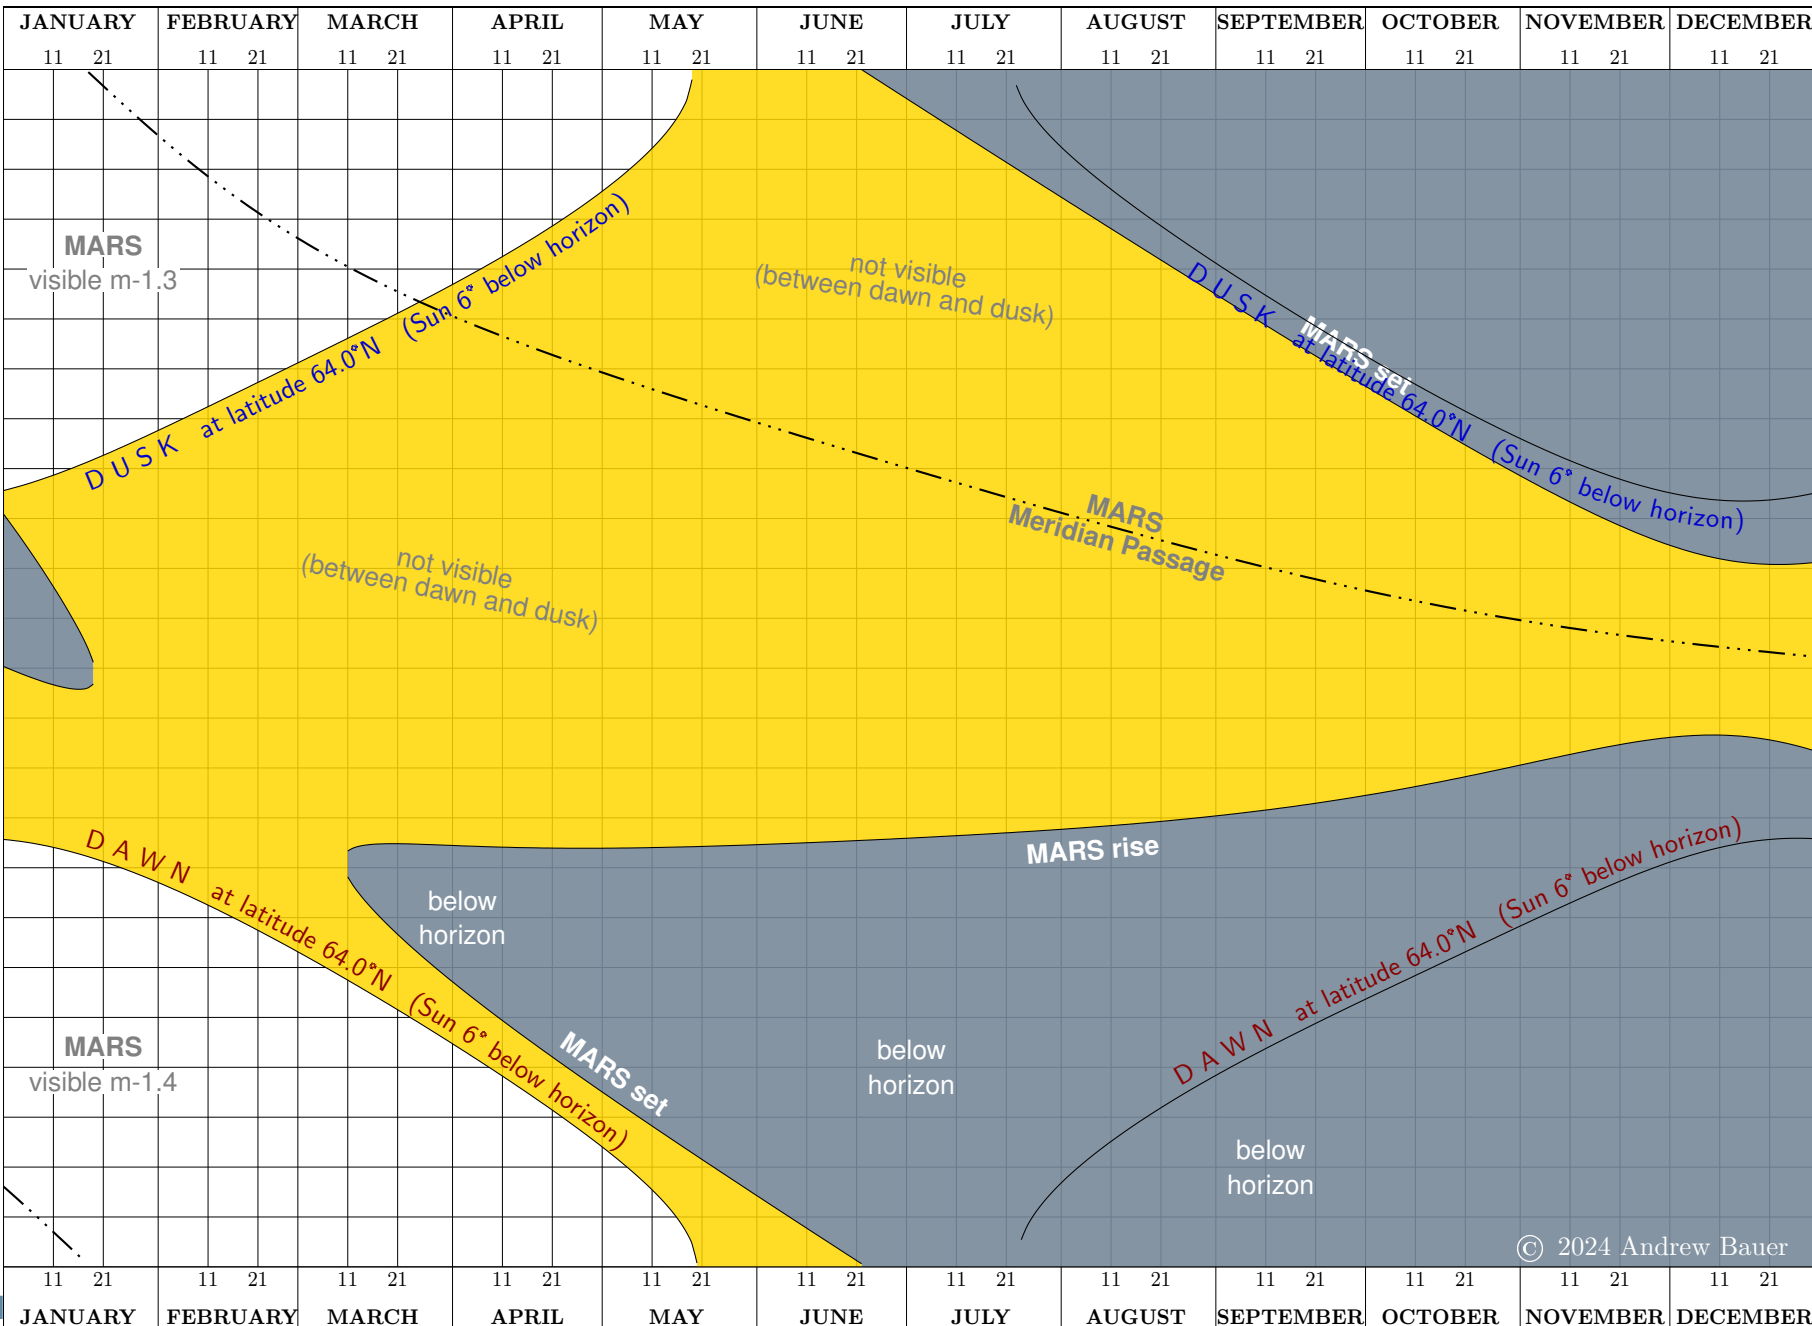 JANUARY FEBRUARY MARCH APRIL MAY JUNE JULY AUGUST SEPTEMBER OCTOBER NOVEMBER DECEMBER
11 21 11 21 11 21 11 21 11 21 11 21 11 21 11 21 11 21 11 21 11 21 11 21
MARS
visible m-1.3
DUSK at latitude 64.0°N (Sun 6° below horizon)
not visible
(between dawn and dusk)
DUSK at latitude 64.0°N (Sun 6° below horizon)
MARS set
MARS
Meridian Passage
not visible
(between dawn and dusk)
DAWN at latitude 64.0°N (Sun 6° below horizon)
MARS rise
below
horizon
DAWN at latitude 64.0°N (Sun 6° below horizon)
MARS
visible m-1.4
MARS set
below
horizon
below
horizon
© 2024 Andrew Bauer
11 21 11 21 11 21 11 21 11 21 11 21 11 21 11 21 11 21 11 21 11 21 11 21
JANUARY FEBRUARY MARCH APRIL MAY JUNE JULY AUGUST SEPTEMBER OCTOBER NOVEMBER DECEMBER